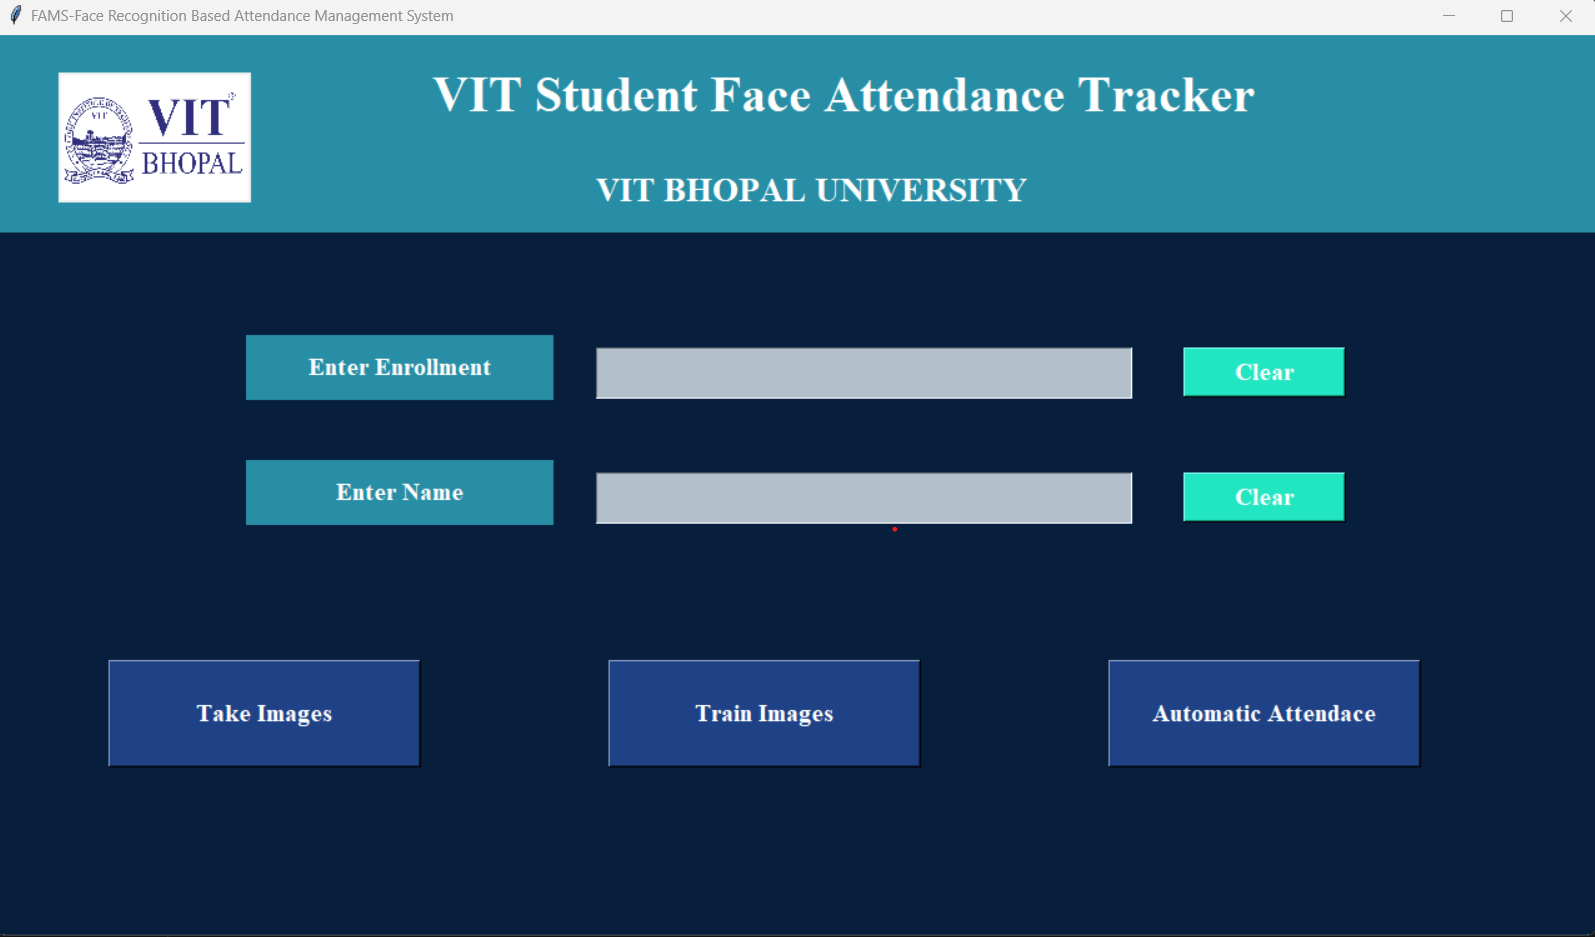 FAMS-Face Recognition Based Attendance Management System
VIT Student Face Attendance Tracker
VIT
VIT
BHOPAL
VIT BHOPAL UNIVERSITY
Enter Enrollment
Clear
Enter Name
Clear
Take Images
Train Images
Automatic Attendace